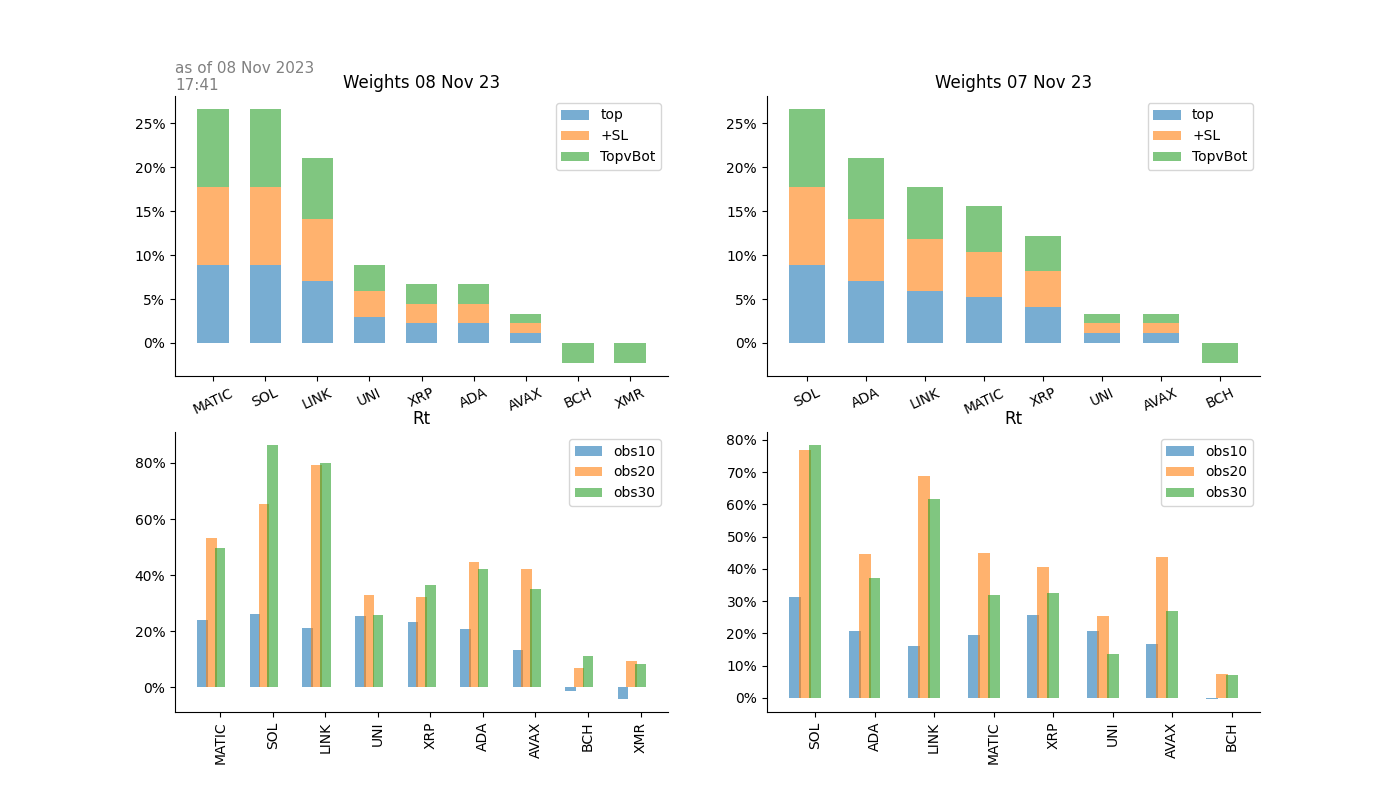 as of 08 Nov 2023
17:41
Weights 08 Nov 23
25%
20%
15%
10%
5%
0%
top
+SL
TopvBot
MATIC SOL LINK UNI XRP ADA AVAX BCH XMR
Weights 07 Nov 23
25%
20%
15%
10%
5%
0%
top
+SL
TopvBot
SOL ADA LINK MATIC XRP UNI AVAX BCH
Rt
80%
60%
40%
20%
0%
obs10
obs20
obs30
MATIC SOL LINK UNI XRP ADA AVAX BCH XMR
Rt
80%
70%
60%
50%
40%
30%
20%
10%
0%
obs10
obs20
obs30
SOL ADA LINK MATIC XRP UNI AVAX BCH